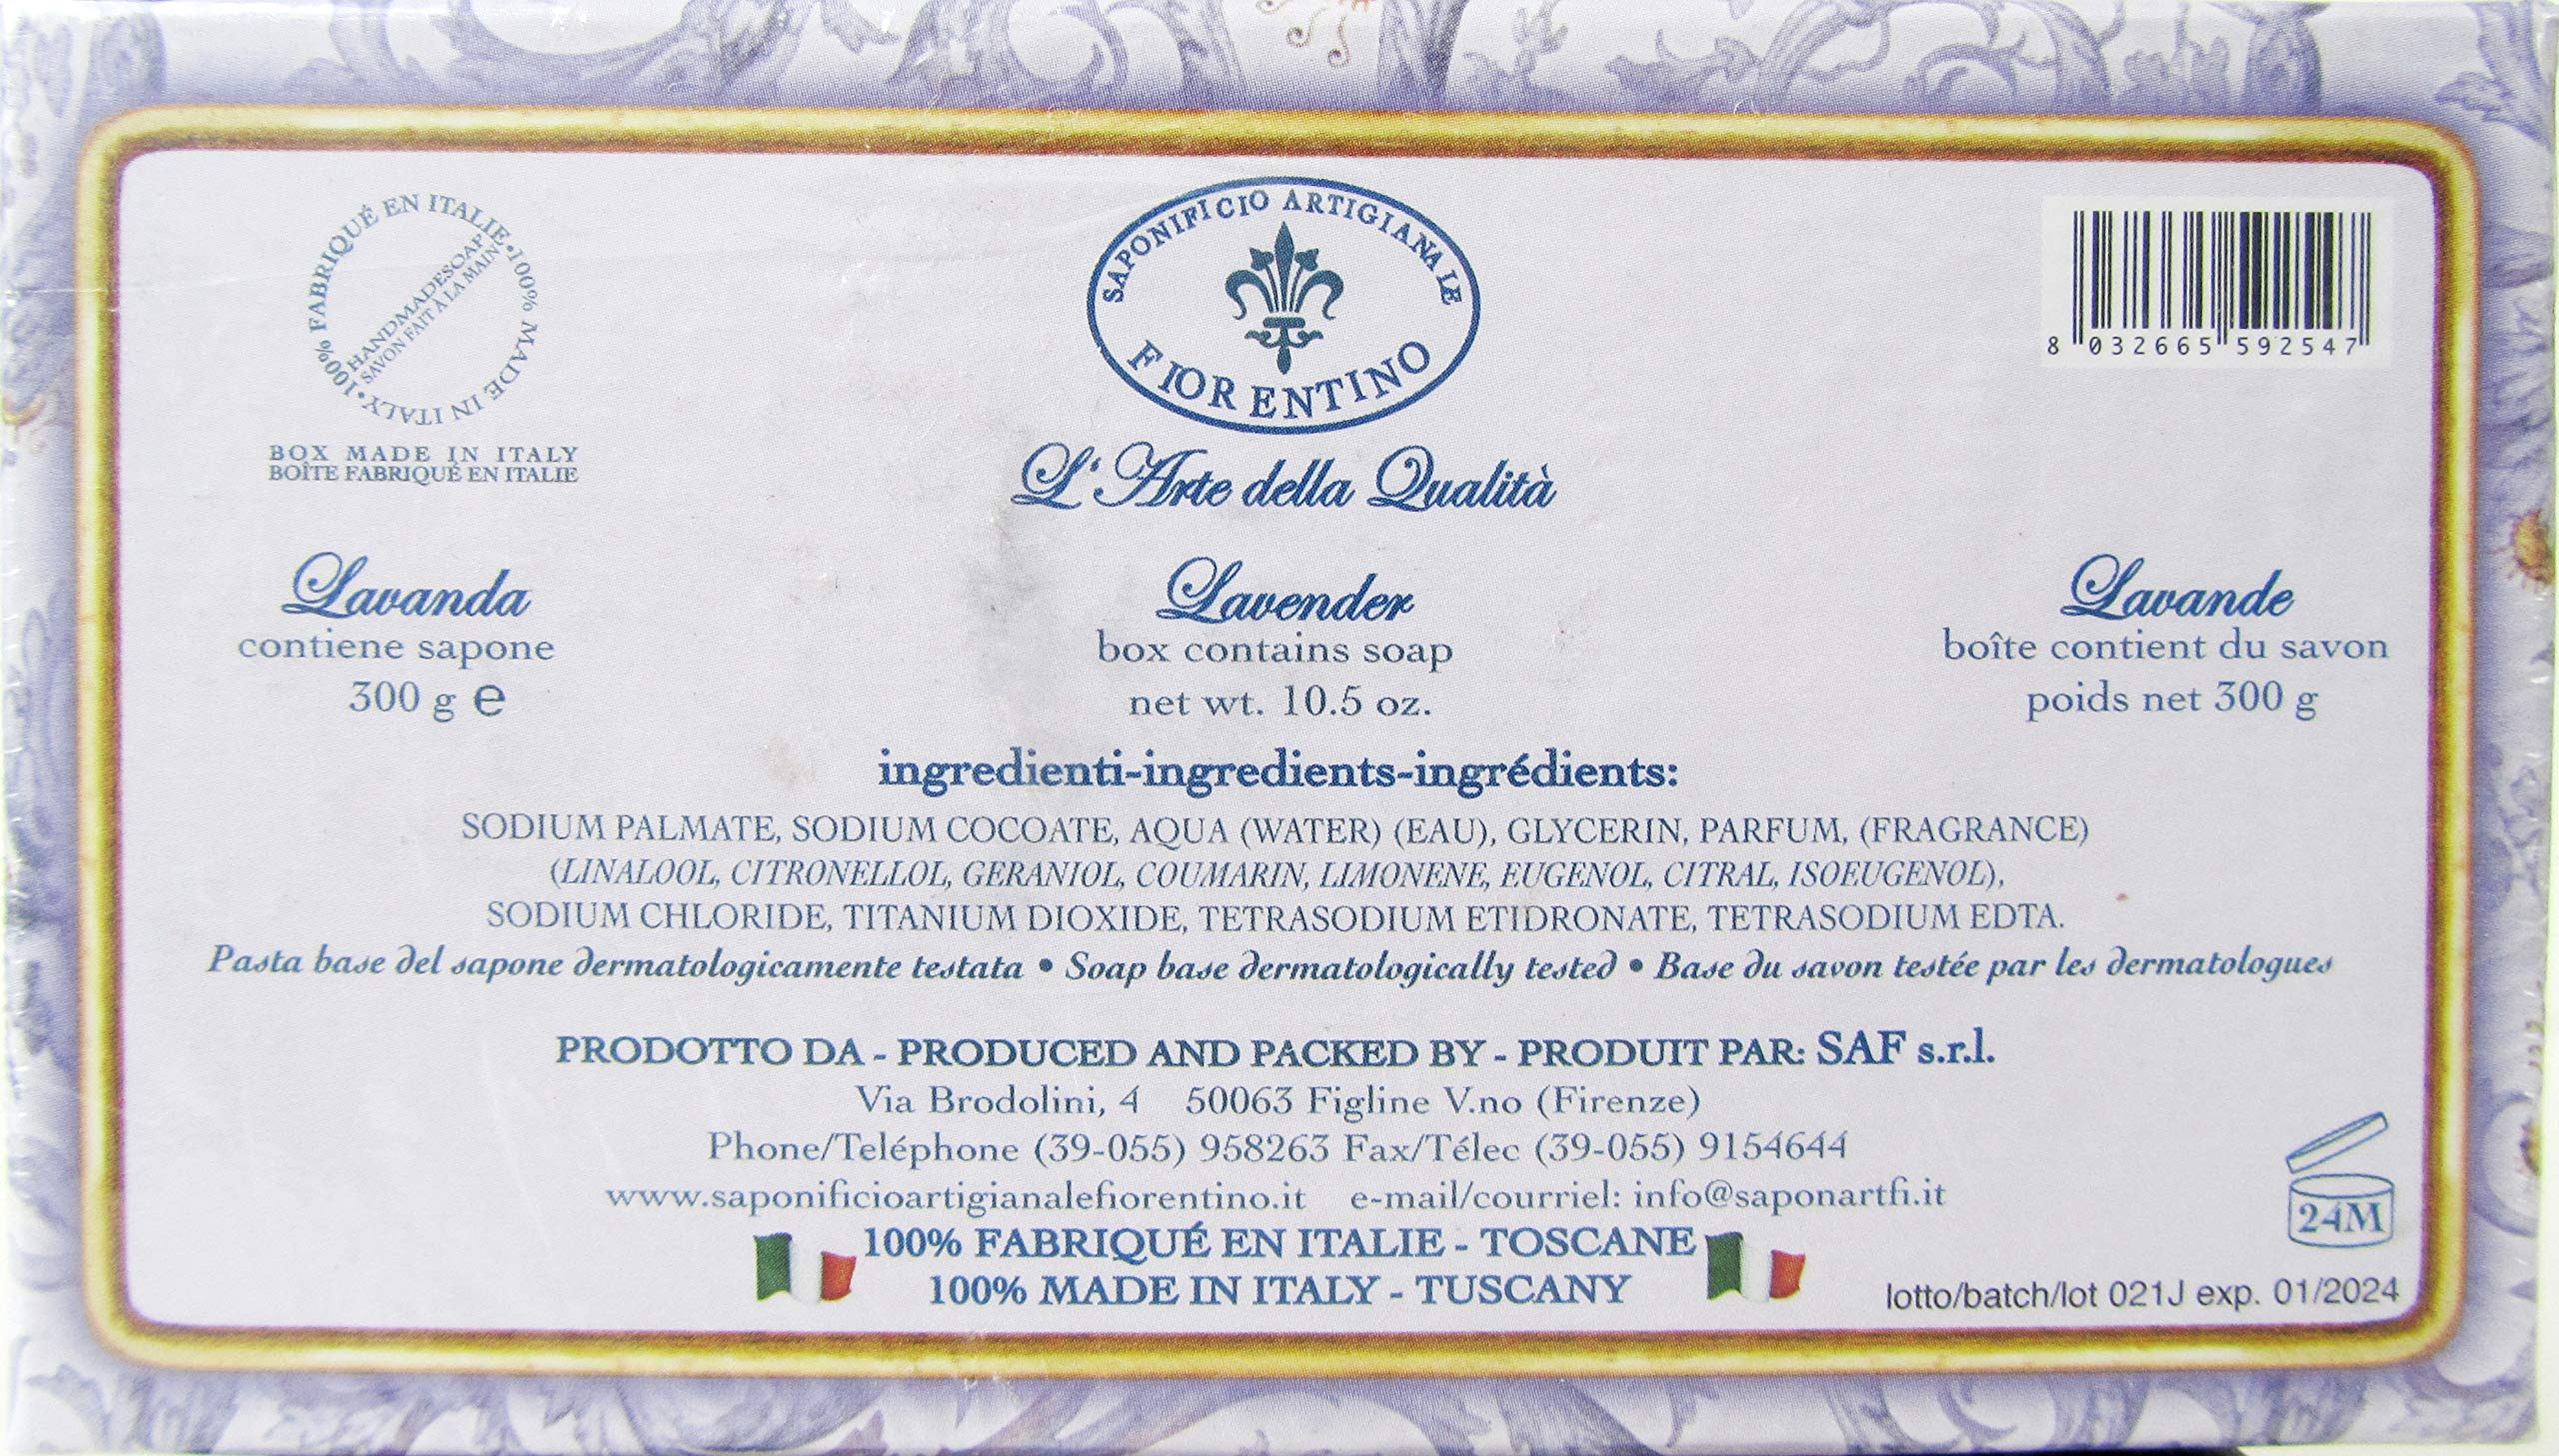 100% FABRIQUÉ EN ITALIE • 100% MADE IN ITALY •
HANDMADESOAP
SAVON FAIT À LA MAIN
BOX MADE IN ITALY
BOÎTE FABRIQUÉ EN ITALIE
SAPONIFICIO ARTIGIANALE
FIORENTINO
L'Arte della Qualità
8 032665 592547
Lavanda
contiene sapone
300 g ℮
Lavender
box contains soap
net wt. 10.5 oz.
Lavande
boîte contient du savon
poids net 300 g
ingredienti-ingredients-ingrédients:
SODIUM PALMATE, SODIUM COCOATE, AQUA (WATER) (EAU), GLYCERIN, PARFUM, (FRAGRANCE)
(LINALOOL, CITRONELLOL, GERANIOL, COUMARIN, LIMONENE, EUGENOL, CITRAL, ISOEUGENOL),
SODIUM CHLORIDE, TITANIUM DIOXIDE, TETRASODIUM ETIDRONATE, TETRASODIUM EDTA.
Pasta base del sapone dermatologicamente testata • Soap base dermatologically tested • Base du savon testée par les dermatologues
PRODOTTO DA - PRODUCED AND PACKED BY - PRODUIT PAR: SAF s.r.l.
Via Brodolini, 4 50063 Figline V.no (Firenze)
Phone/Teléphone (39-055) 958263 Fax/Télec (39-055) 9154644
www.saponificioartigianalefiorentino.it e-mail/courriel: info@saponartfi.it
100% FABRIQUÉ EN ITALIE - TOSCANE
100% MADE IN ITALY - TUSCANY
24M
lotto/batch/lot 021J exp. 01/2024